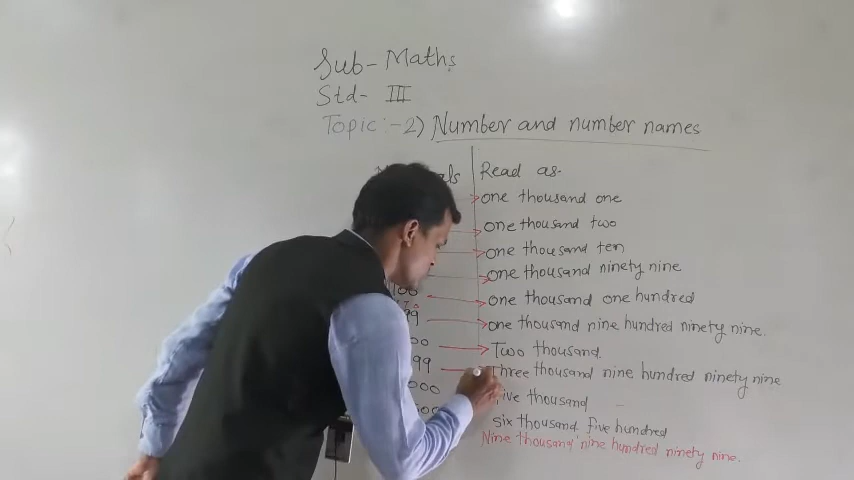 Sub- Maths
Std- III
Topic:-2) Number and number names
Read as-
one thousand one
one thousand two
one thousand ten
one thousand ninety nine
one thousand one hundred
one thousand nine hundred ninety nine.
Two thousand
Three thousand nine hundred ninety nine
thousand
six thousand five hundred
Nine thousand nine hundred ninety nine.